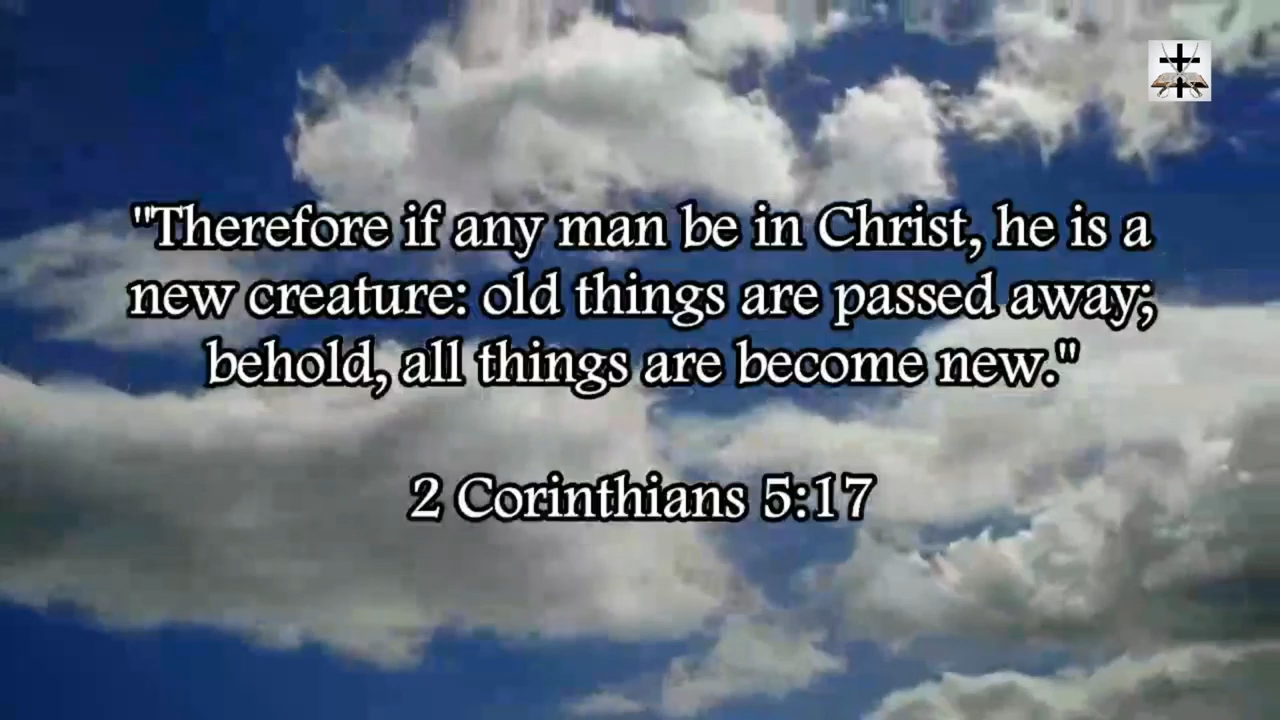 "Therefore if any man be in Christ, he is a
new creature: old things are passed away;
behold, all things are become new."
2 Corinthians 5:17